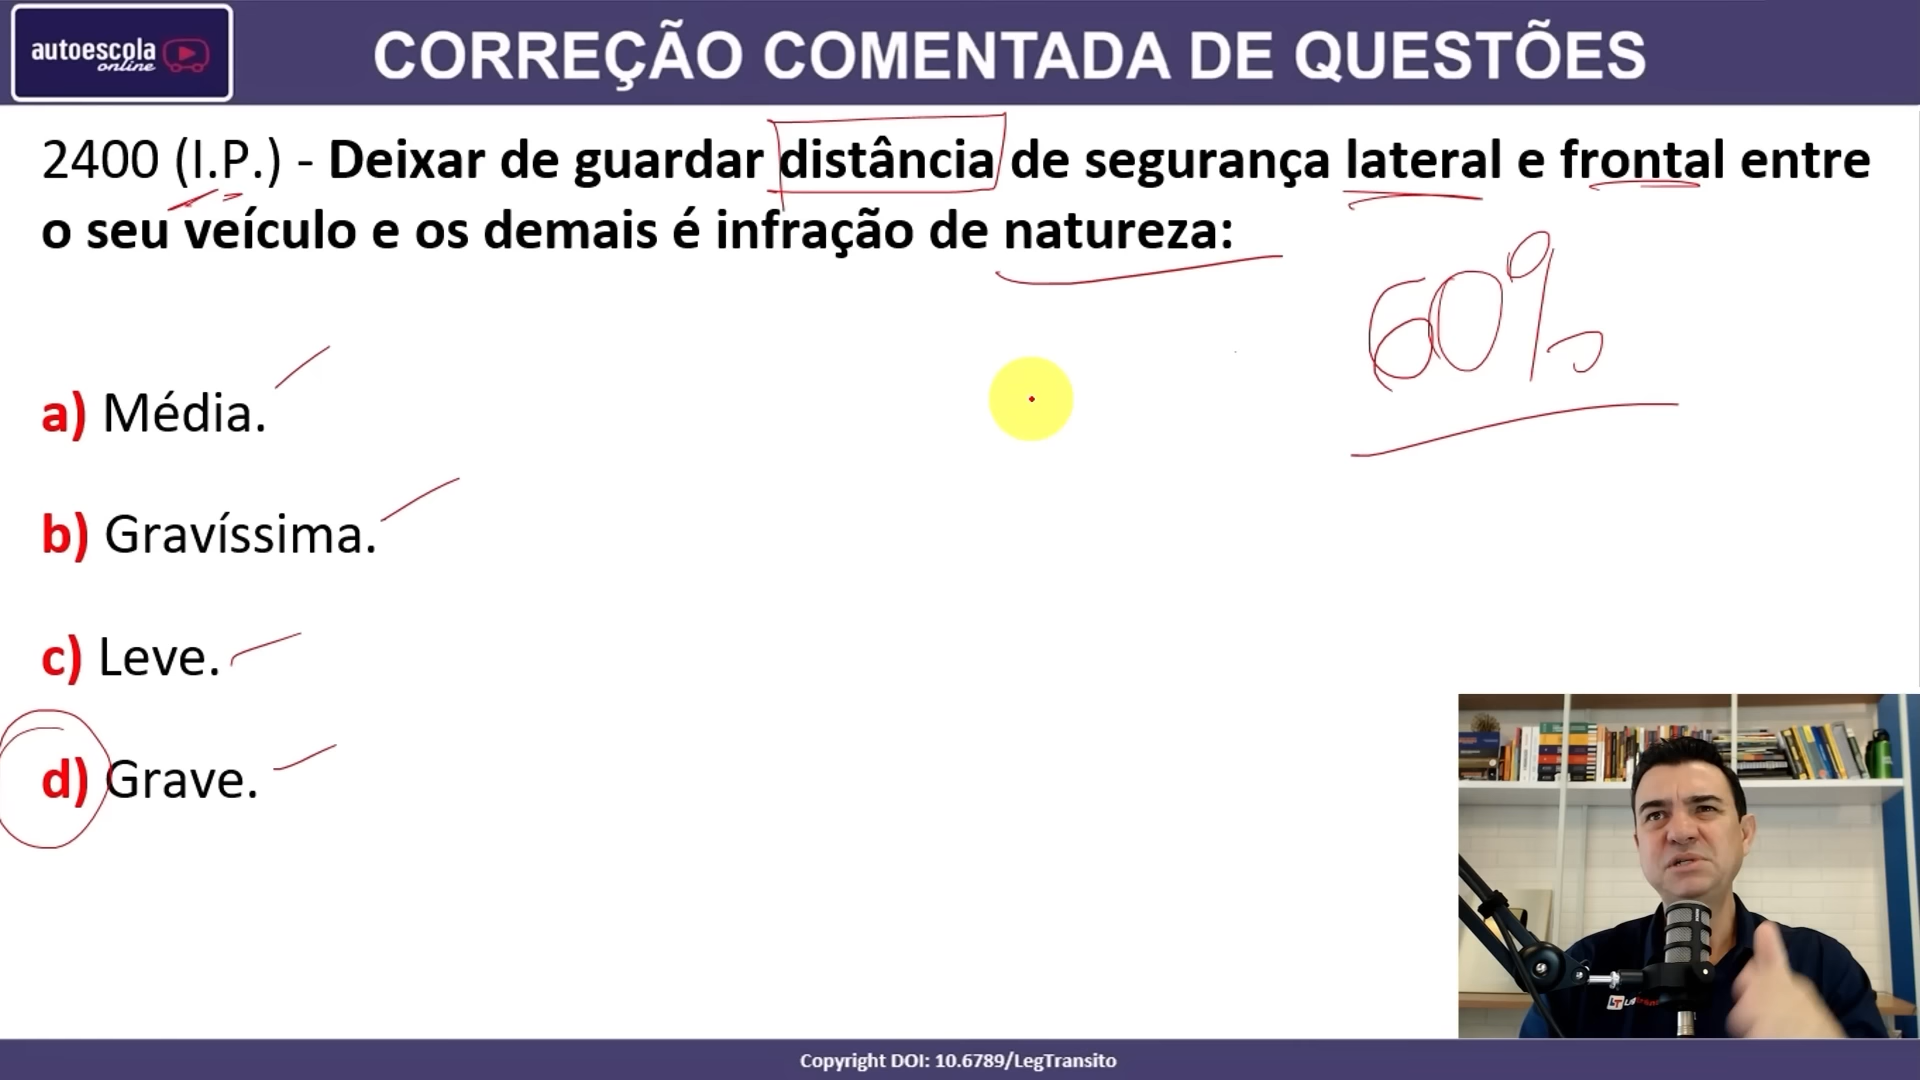 autoescola
online
CORREÇÃO COMENTADA DE QUESTÕES
2400 (I.P.) - Deixar de guardar distância de segurança lateral e frontal entre
o seu veículo e os demais é infração de natureza:
60%
a) Média.
b) Gravíssima.
c) Leve.
d) Grave.
Copyright DOI: 10.6789/LegTransito